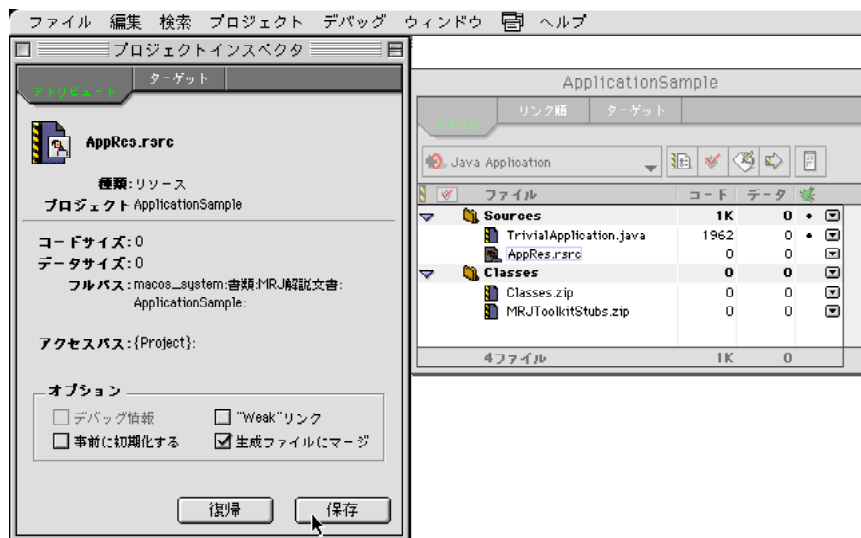 ファイル 編集 検索 プロジェクト デバッグ ウィンドウ ヘルプ
プロジェクトインスペクタ
アトリビュート ターゲット
AppRes.rsrc
種類:リソース
プロジェクト ApplicationSample
コードサイズ:0
データサイズ:0
フルパス:macos_system:書類:MRJ解説文書:
ApplicationSample:
アクセスパス:{Project}:
オプション
デバッグ情報 "Weak"リンク
事前に初期化する 生成ファイルにマージ
復帰 保存
ApplicationSample
ファイル リンク順 ターゲット
Java Application
ファイル コード データ
Sources 1K 0 •
TrivialApplication.java 1962 0 •
AppRes.rsrc 0 0
Classes 0 0
Classes.zip 0 0
MRJToolkitStubs.zip 0 0
4ファイル 1K 0